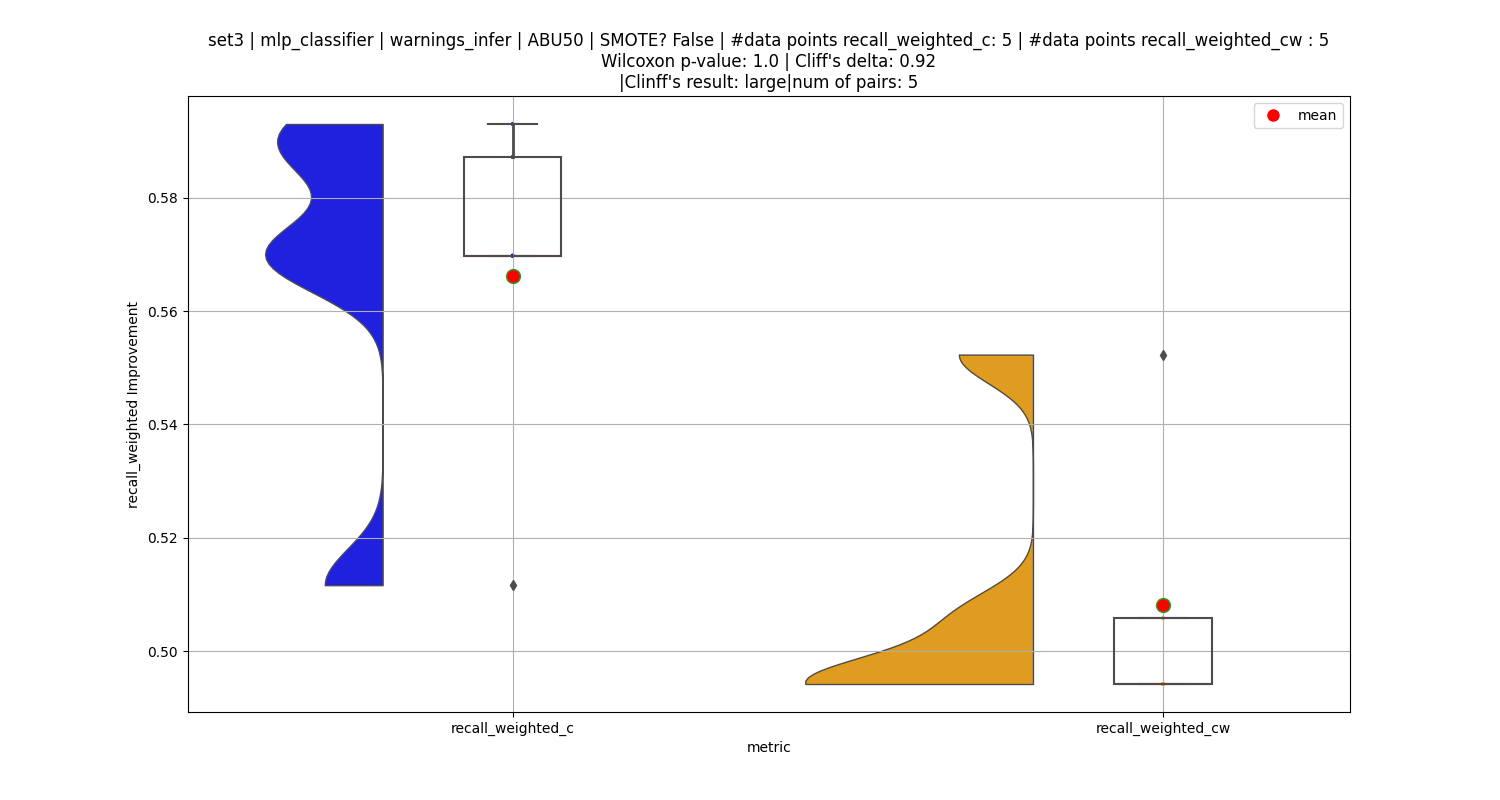 set3 | mlp_classifier | warnings_infer | ABU50 | SMOTE? False | #data points recall_weighted_c: 5 | #data points recall_weighted_cw : 5
Wilcoxon p-value: 1.0 | Cliff's delta: 0.92
|Clinff's result: large|num of pairs: 5
mean
0.58
0.56
0.54
0.52
0.50
recall_weighted Improvement
recall_weighted_c
recall_weighted_cw
metric